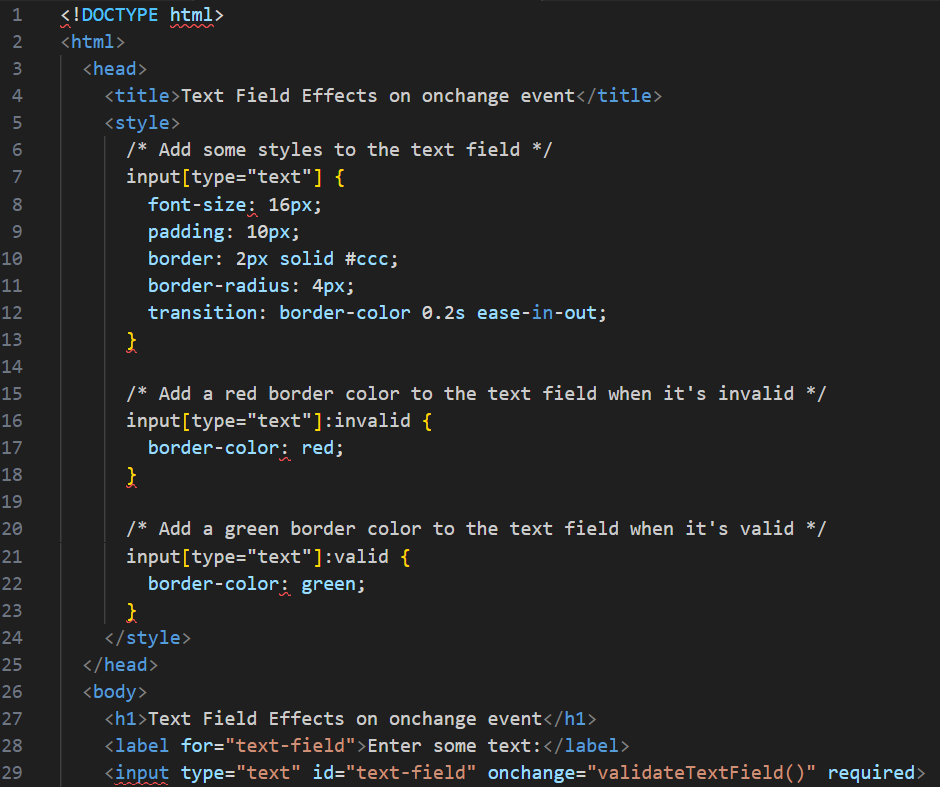 1 <!DOCTYPE html>
2 <html>
3 <head>
4 <title>Text Field Effects on onchange event</title>
5 <style>
6 /* Add some styles to the text field */
7 input[type="text"] {
8 font-size: 16px;
9 padding: 10px;
10 border: 2px solid #ccc;
11 border-radius: 4px;
12 transition: border-color 0.2s ease-in-out;
13 }
14
15 /* Add a red border color to the text field when it's invalid */
16 input[type="text"]:invalid {
17 border-color: red;
18 }
19
20 /* Add a green border color to the text field when it's valid */
21 input[type="text"]:valid {
22 border-color: green;
23 }
24 </style>
25 </head>
26 <body>
27 <h1>Text Field Effects on onchange event</h1>
28 <label for="text-field">Enter some text:</label>
29 <input type="text" id="text-field" onchange="validateTextField()" required>